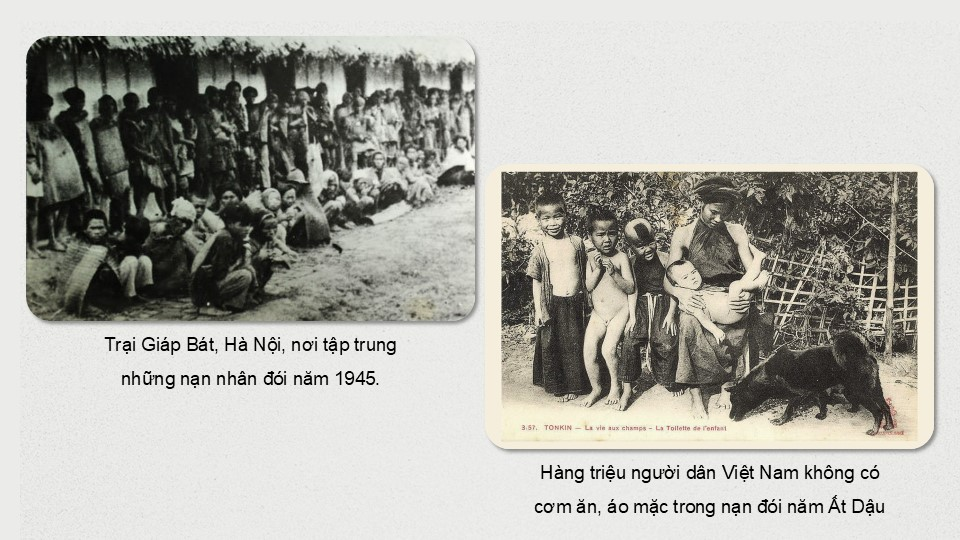 Trại Giáp Bát, Hà Nội, nơi tập trung
những nạn nhân đói năm 1945.
3.57. TONKIN — La vie aux champs – La Toilette de l'enfant
Hàng triệu người dân Việt Nam không có
cơm ăn, áo mặc trong nạn đói năm Ất Dậu